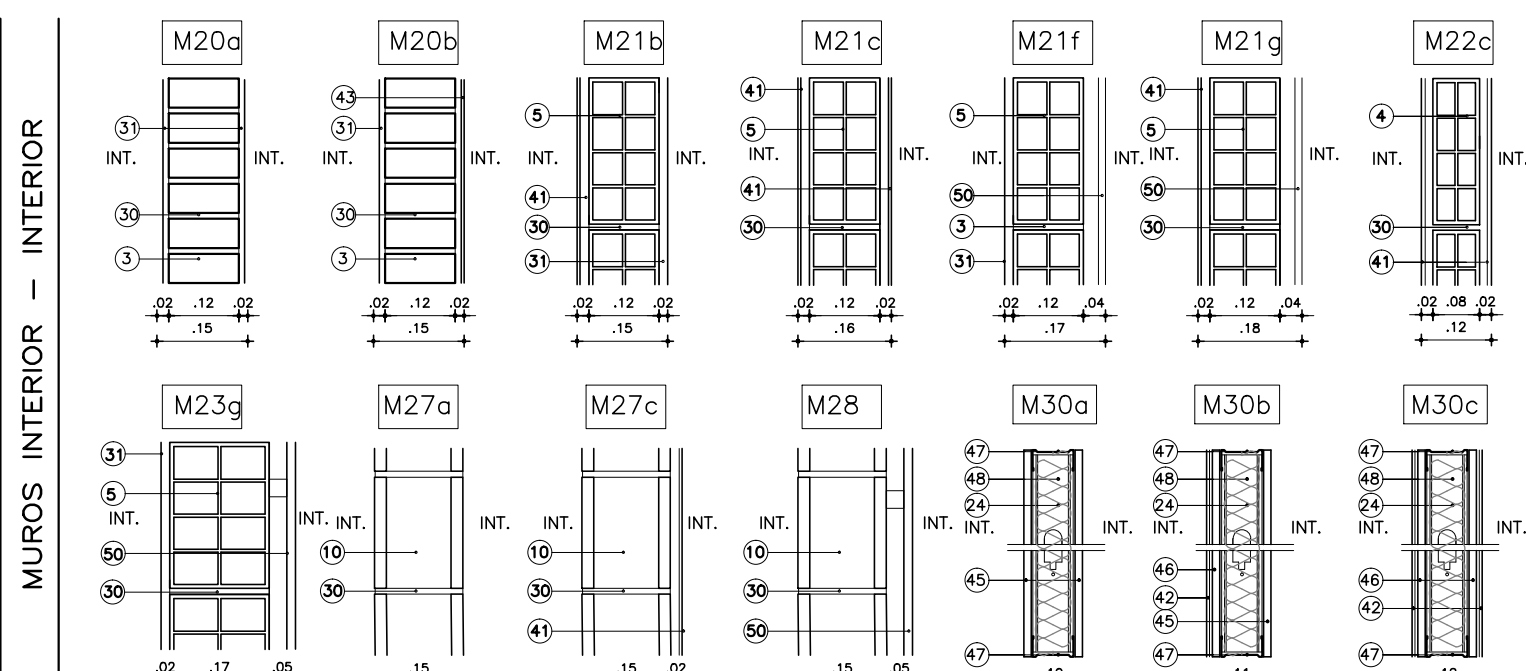 MUROS INTERIOR – INTERIOR
M20a
31
INT. INT.
30
3
.02 .12 .02
.15
M20b
43
31
INT. INT.
30
3
.02 .12 .02
.15
M21b
5
INT. INT.
41
30
31
.02 .12 .02
.15
M21c
41
5
INT. INT.
41
30
.02 .12 .02
.16
M21f
5
INT. INT.
50
3
31
.02 .12 .04
.17
M21g
41
5
INT. INT.
50
30
.02 .12 .04
.18
M22c
4
INT. INT.
30
41
.02 .08 .02
.12
M23g
31
5
INT. INT.
50
30
.02 .17 .05
M27a
INT. INT.
10
30
.15
M27c
INT. INT.
10
30
41
.15 .02
M28
INT.
10
30
50
.15 .05
M30a
47
48
24
INT. INT.
45
47
M30b
47
48
24
INT. INT.
46
42
45
47
M30c
47
48
24
INT. INT.
46
42
47